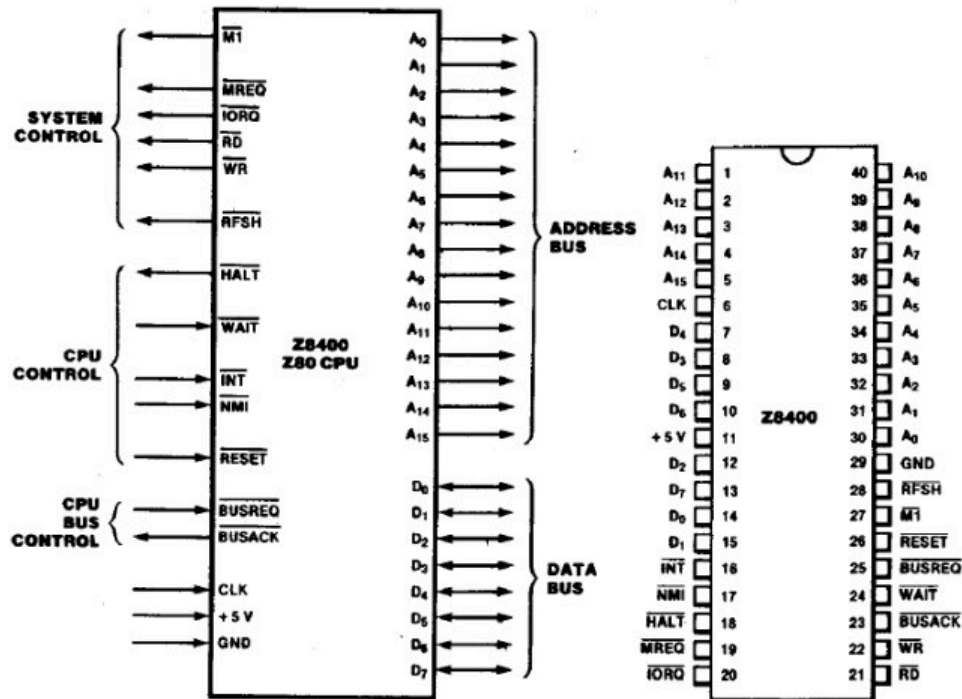 M1
MREQ
IORQ
RD
WR
RFSH
SYSTEM
CONTROL
HALT
WAIT
INT
NMI
RESET
CPU
CONTROL
BUSREQ
BUSACK
CPU
BUS
CONTROL
CLK
+5 V
GND
Z8400
Z80 CPU
A0
A1
A2
A3
A4
A5
A6
A7
A8
A9
A10
A11
A12
A13
A14
A15
ADDRESS
BUS
D0
D1
D2
D3
D4
D5
D6
D7
DATA
BUS
A11 1 40 A10
A12 2 39 A9
A13 3 38 A8
A14 4 37 A7
A15 5 36 A6
CLK 6 35 A5
D4 7 34 A4
D3 8 33 A3
D5 9 32 A2
D6 10 31 A1
Z8400
+5 V 11 30 A0
D2 12 29 GND
D7 13 28 RFSH
D0 14 27 M1
D1 15 26 RESET
INT 16 25 BUSREQ
NMI 17 24 WAIT
HALT 18 23 BUSACK
MREQ 19 22 WR
IORQ 20 21 RD